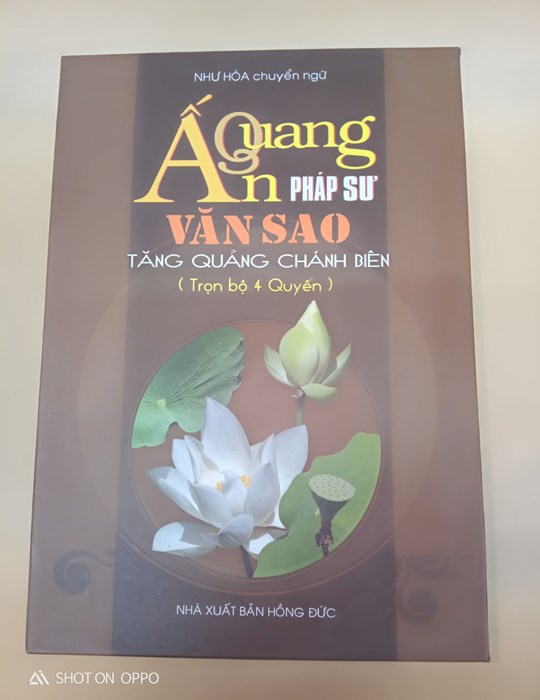 NHƯ HÒA chuyển ngữ
Ấn Quang
PHÁP SƯ
VĂN SAO
TĂNG QUẢNG CHÁNH BIÊN
( Trọn bộ 4 Quyển )
NHÀ XUẤT BẢN HỒNG ĐỨC
SHOT ON OPPO